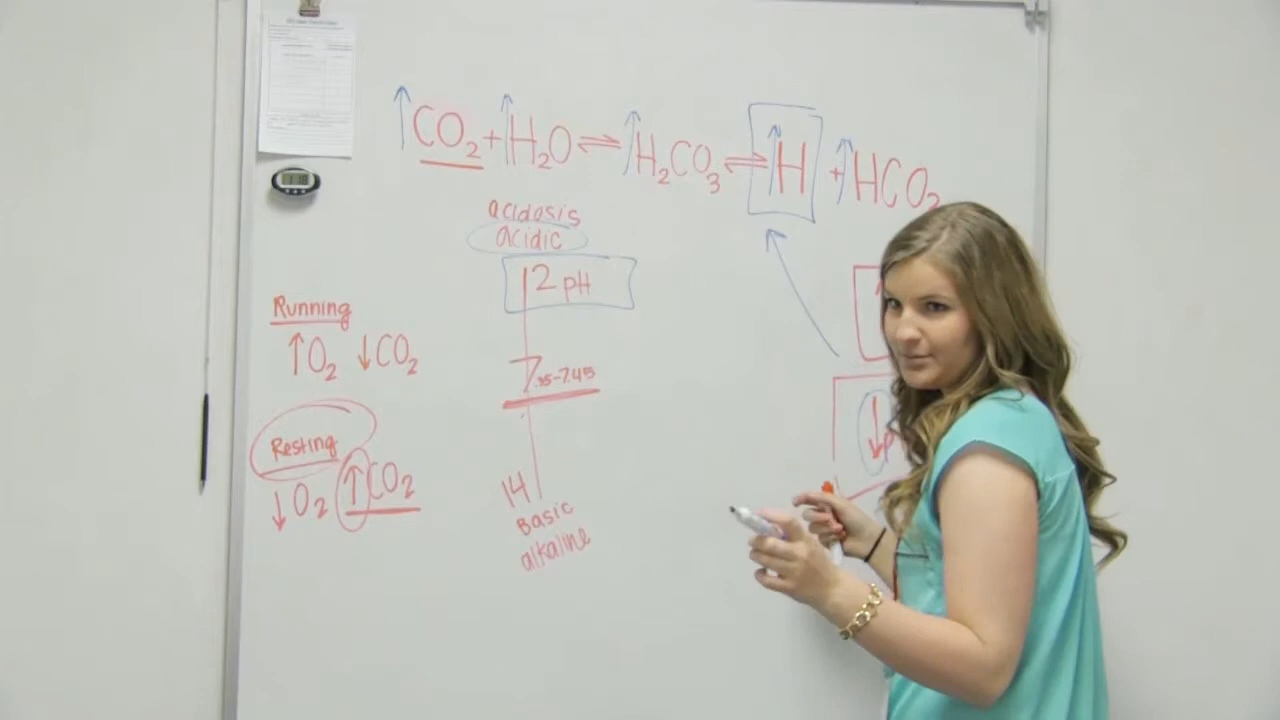 ↑CO₂ + ↑H₂O ⇌ ↑H₂CO₃ ⇌ ↑H + ↑HCO₃
acidosis
acidic
2 pH
Running
↑O₂ ↓CO₂
7.35-7.45
Resting
↓O₂ ↑CO₂
14
Basic
alkaline
↓p